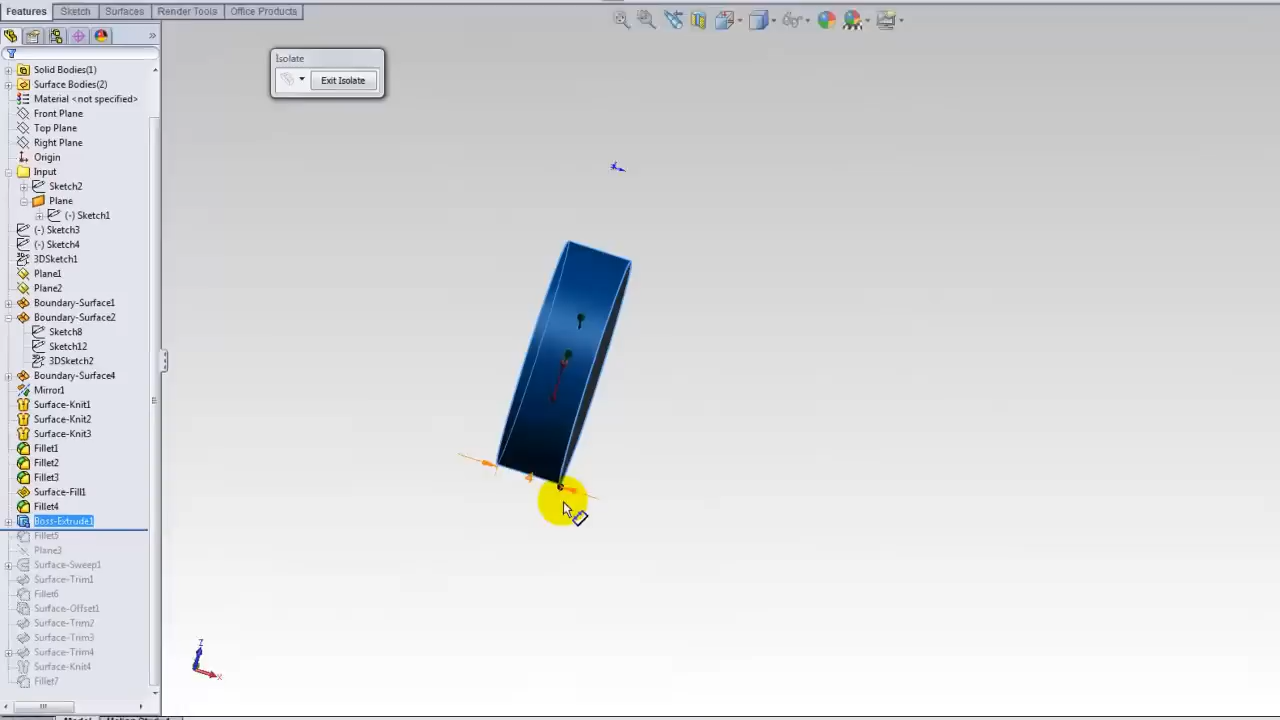 Features Sketch Surfaces Render Tools Office Products
Isolate
Exit Isolate
Solid Bodies(1)
Surface Bodies(2)
Material <not specified>
Front Plane
Top Plane
Right Plane
Origin
Input
Sketch2
Plane
(-) Sketch1
(-) Sketch3
(-) Sketch4
3DSketch1
Plane1
Plane2
Boundary-Surface1
Boundary-Surface2
Sketch8
Sketch12
3DSketch2
Boundary-Surface4
Mirror1
Surface-Knit1
Surface-Knit2
Surface-Knit3
Fillet1
Fillet2
Fillet3
Surface-Fill1
Fillet4
Boss-Extrude1
Fillet5
Plane3
Surface-Sweep1
Surface-Trim1
Fillet6
Surface-Offset1
Surface-Trim2
Surface-Trim3
Surface-Trim4
Surface-Knit4
Fillet7
Z
X